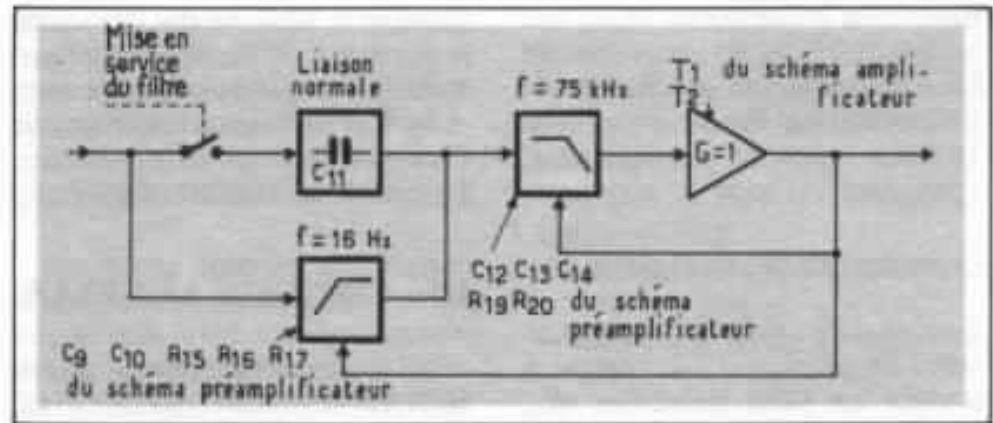 Mise en
service
du filtre
Liaison
normale
C11
f = 75 kHz
T1 du schéma ampli-
T2 ficateur
G=1
f = 16 Hz
C12 C13 C14
R19 R20 du schéma
préamplificateur
C9 C10 R15 R16 R17
du schéma préamplificateur